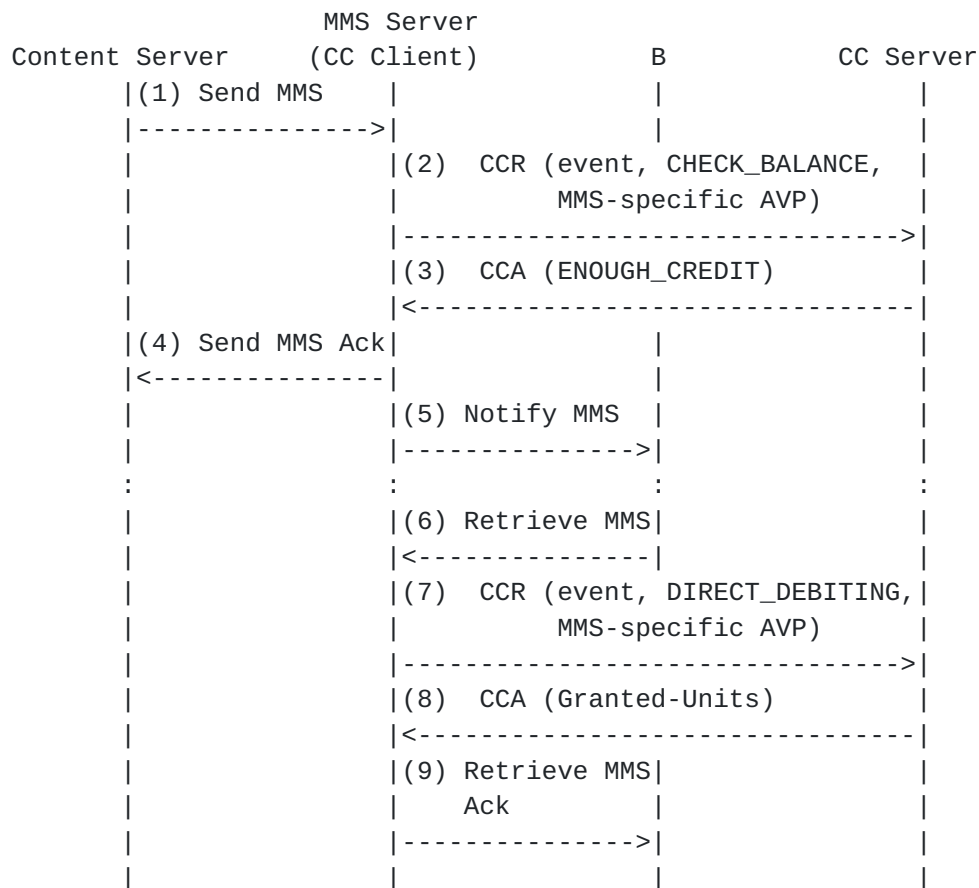 MMS Server
Content Server     (CC Client)           B           CC Server
       |(1) Send MMS    |                |                |
       |--------------->|                |                |
       |                |(2)  CCR (event, CHECK_BALANCE,  |
       |                |          MMS-specific AVP)      |
       |                |-------------------------------->|
       |                |(3)  CCA (ENOUGH_CREDIT)         |
       |                |<--------------------------------|
       |(4) Send MMS Ack|                |                |
       |<---------------|                |                |
       |                |(5) Notify MMS  |                |
       |                |--------------->|                |
       :                :                :                :
       |                |(6) Retrieve MMS|                |
       |                |<---------------|                |
       |                |(7)  CCR (event, DIRECT_DEBITING,|
       |                |          MMS-specific AVP)      |
       |                |-------------------------------->|
       |                |(8)  CCA (Granted-Units)         |
       |                |<--------------------------------|
       |                |(9) Retrieve MMS|                |
       |                |    Ack         |                |
       |                |--------------->|                |
       |                |                |                |